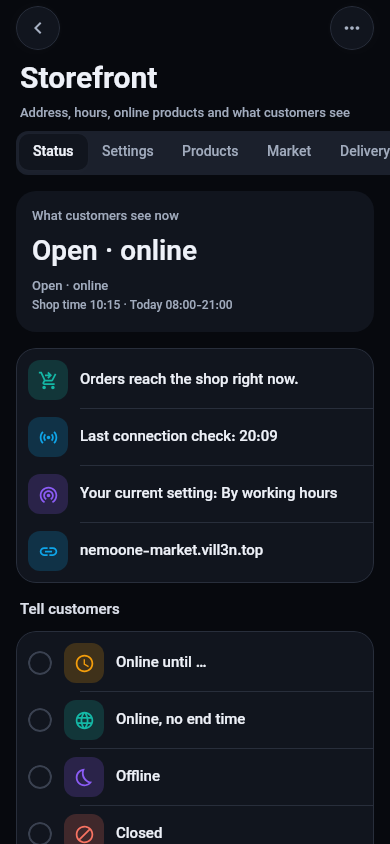 Storefront
Address, hours, online products and what customers see
Status Settings Products Market Delivery
What customers see now
Open · online
Open · online
Shop time 10:15 · Today 08:00–21:00
Orders reach the shop right now.
Last connection check: 20:09
Your current setting: By working hours
nemoone-market.vill3n.top
Tell customers
Online until …
Online, no end time
Offline
Closed